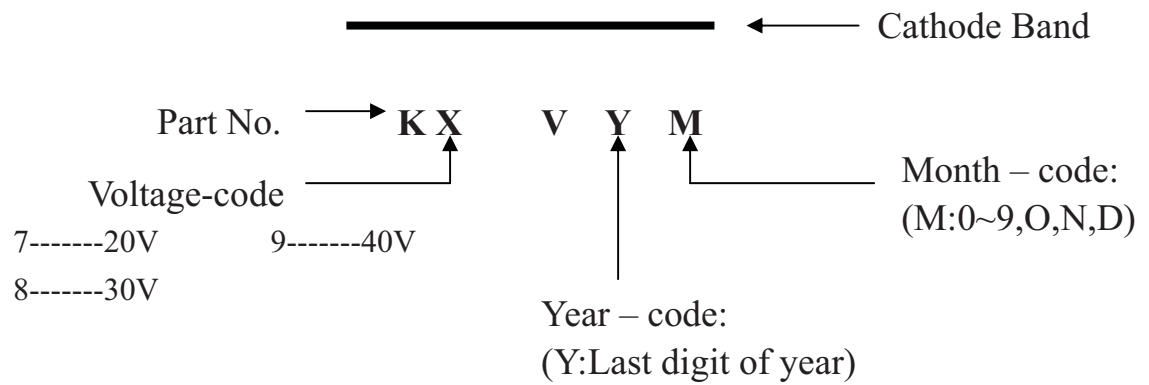 Cathode Band
Part No. KX V Y M
Voltage-code
7-------20V 9-------40V
8-------30V
Month – code:
(M:0~9,O,N,D)
Year – code:
(Y:Last digit of year)